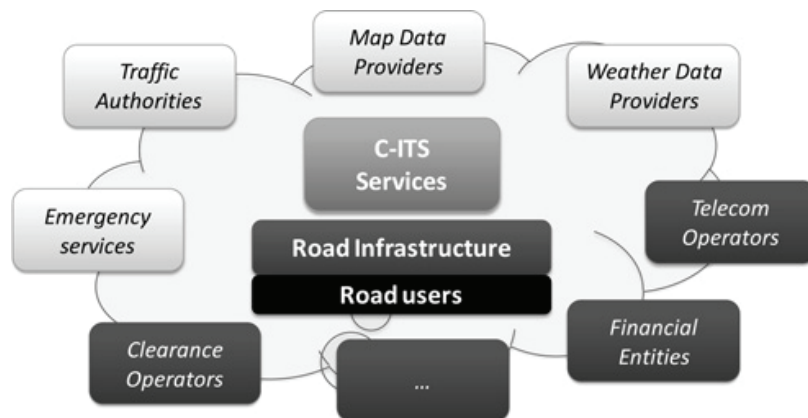 Map Data
Providers
Traffic
Authorities
Weather Data
Providers
C-ITS
Services
Emergency
services
Telecom
Operators
Road Infrastructure
Road users
Clearance
Operators
Financial
Entities
...